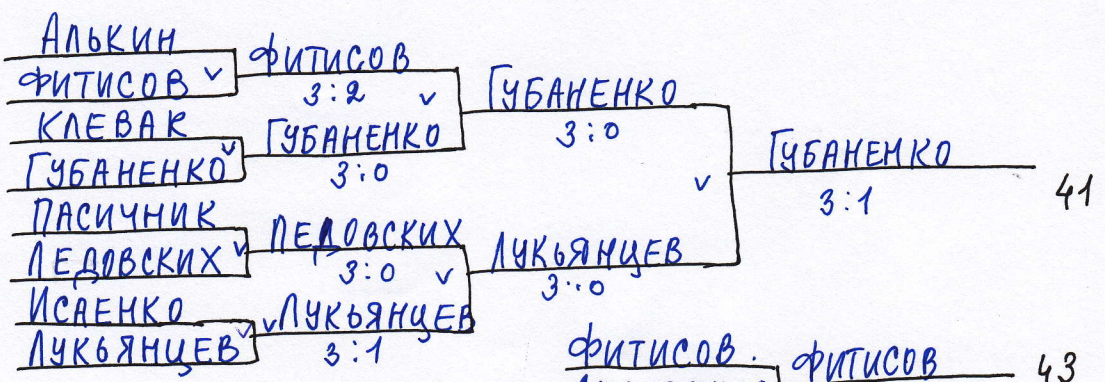 АЛЬКИН
ФИТИСОВ
КЛЕВАК
ГУБАНЕНКО
ПАСИЧНИК
ЛЕДОВСКИХ
ИСАЕНКО
ЛУКЬЯНЦЕВ
ФИТИСОВ
3:2
ГУБАНЕНКО
3:0
ЛЕДОВСКИХ
3:0
ЛУКЬЯНЦЕВ
3:1
ГУБАНЕНКО
3:0
ЛУКЬЯНЦЕВ
3:0
ГУБАНЕНКО
3:1
41
ФИТИСОВ.
ФИТИСОВ
43